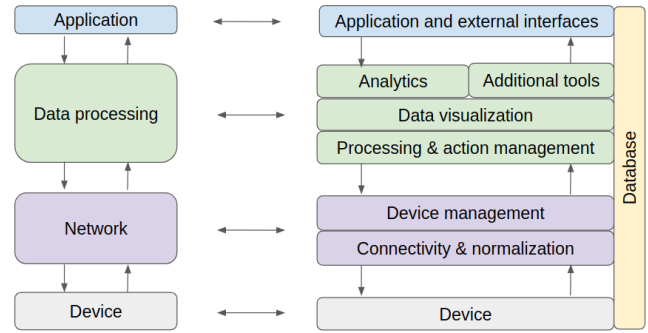 Application
Application and external interfaces
Analytics
Additional tools
Data processing
Data visualization
Processing & action management
Database
Network
Device management
Connectivity & normalization
Device
Device